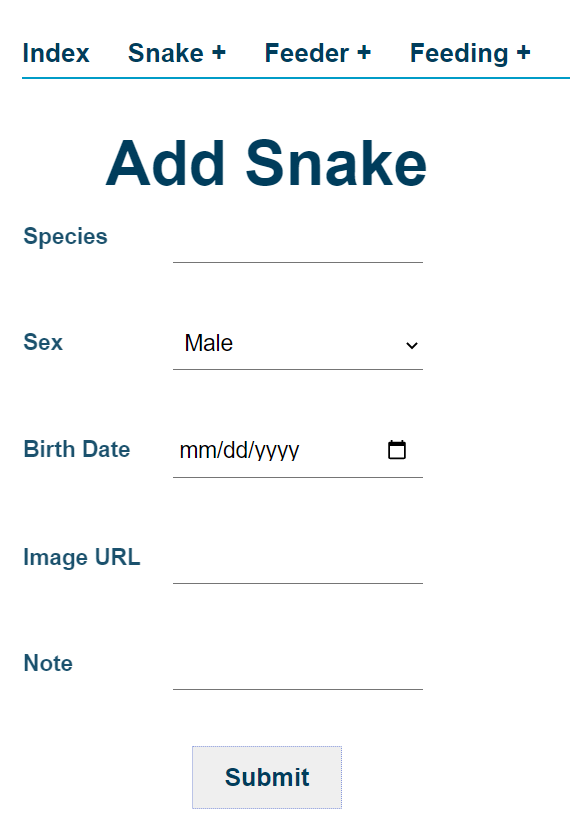 Index Snake + Feeder + Feeding +
Add Snake
Species
Sex Male
Birth Date mm/dd/yyyy
Image URL
Note
Submit